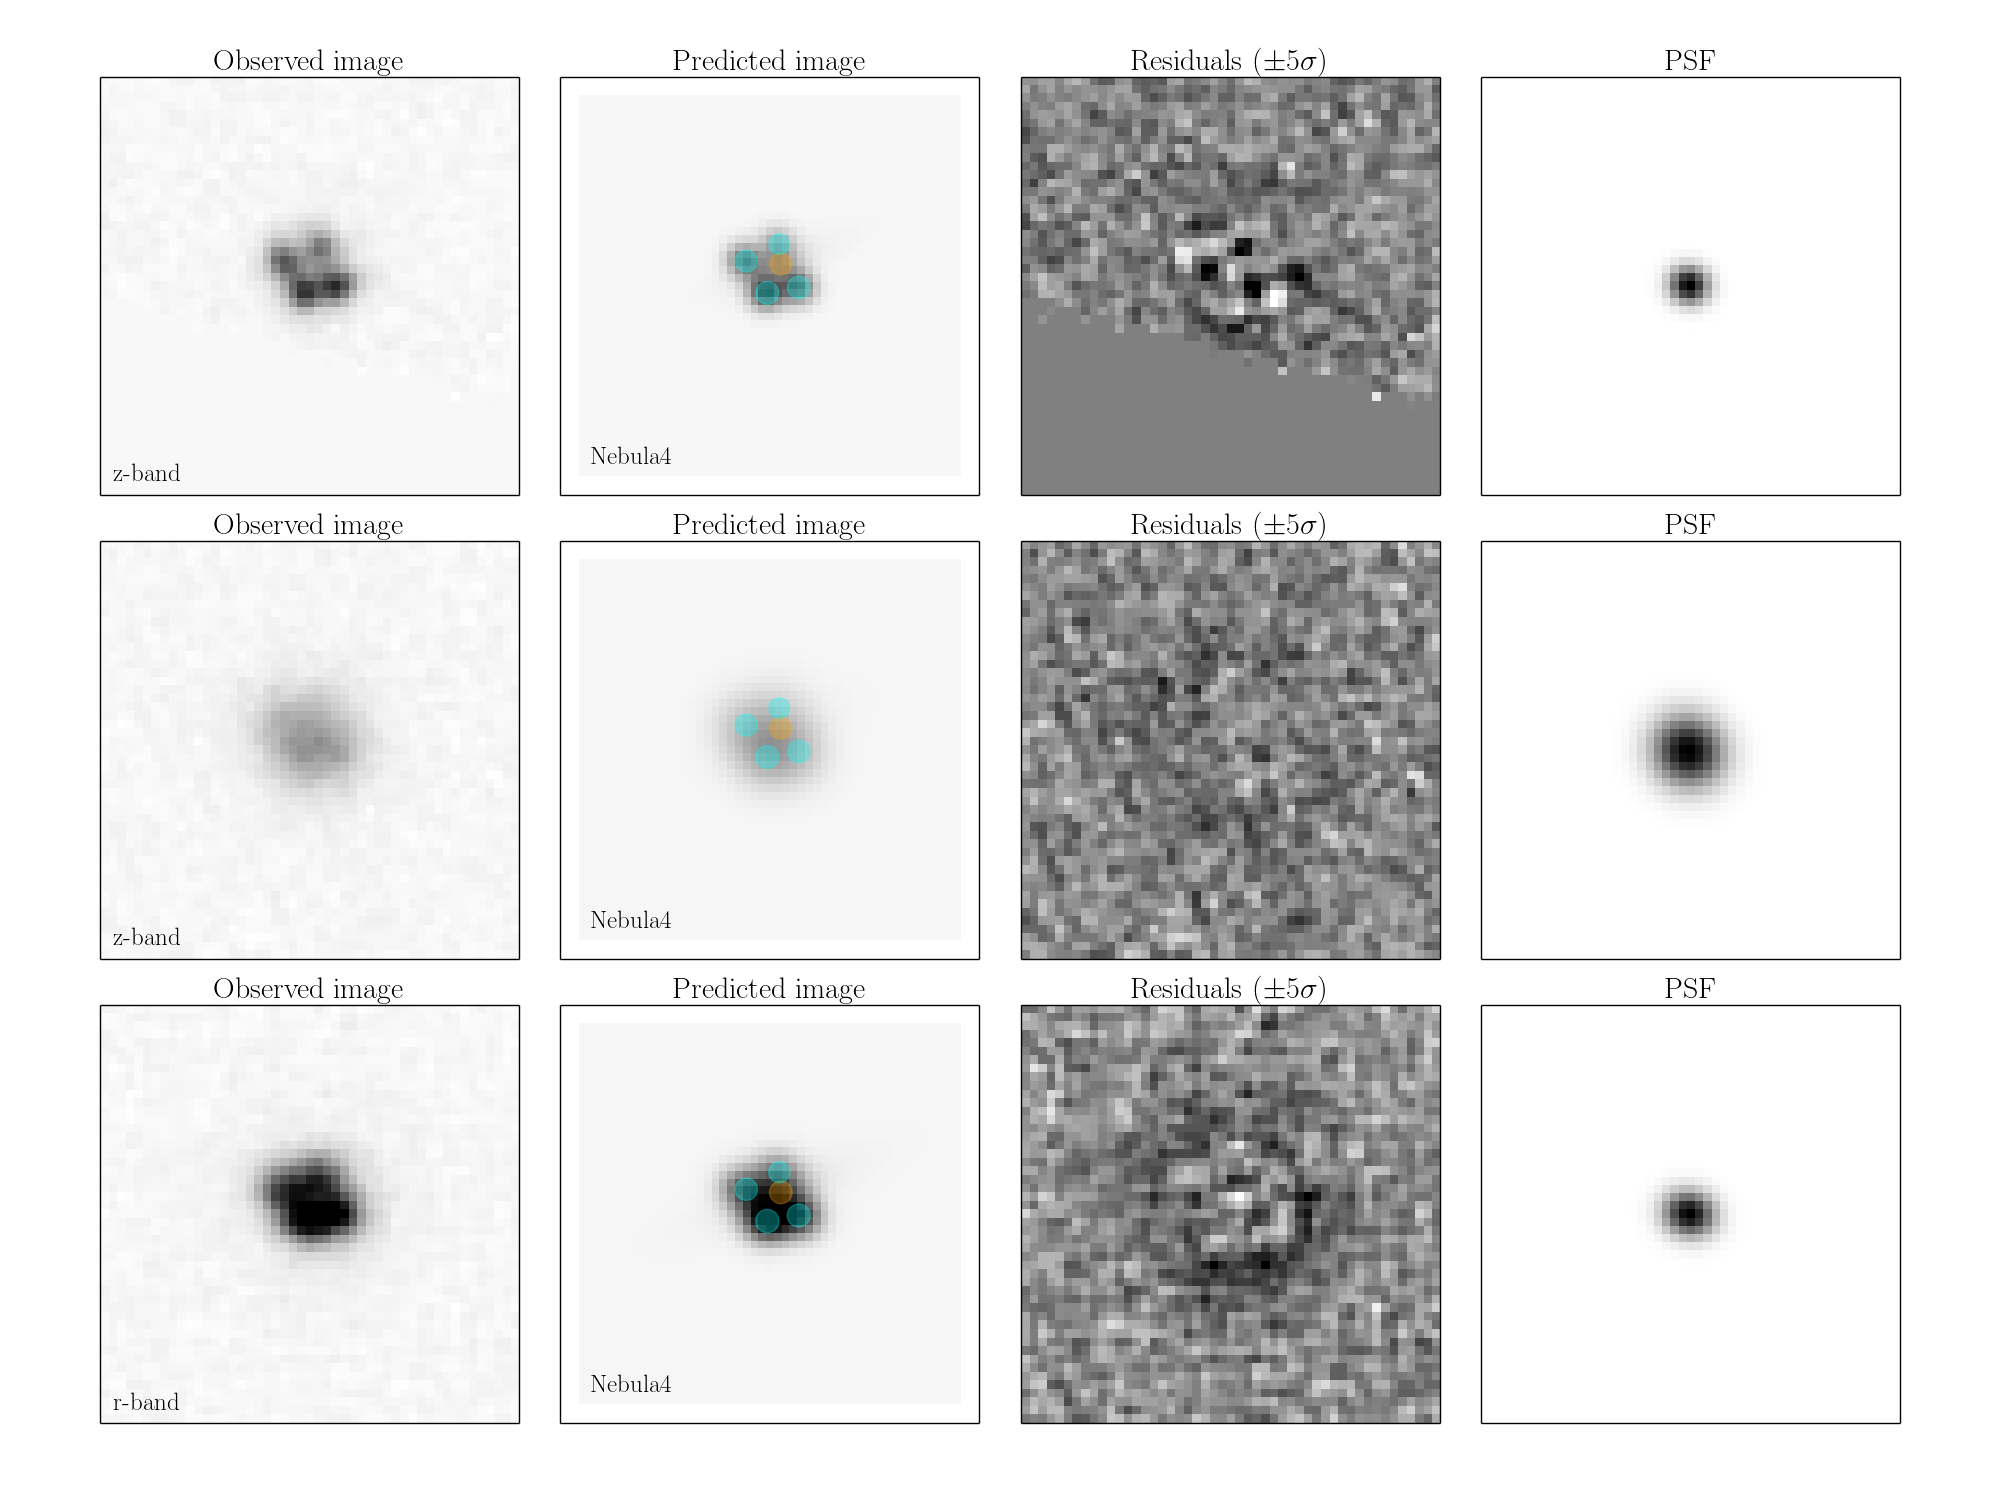 Observed image
Predicted image
Residuals (±5σ)
PSF
z-band
Nebula4
Observed image
Predicted image
Residuals (±5σ)
PSF
z-band
Nebula4
Observed image
Predicted image
Residuals (±5σ)
PSF
r-band
Nebula4